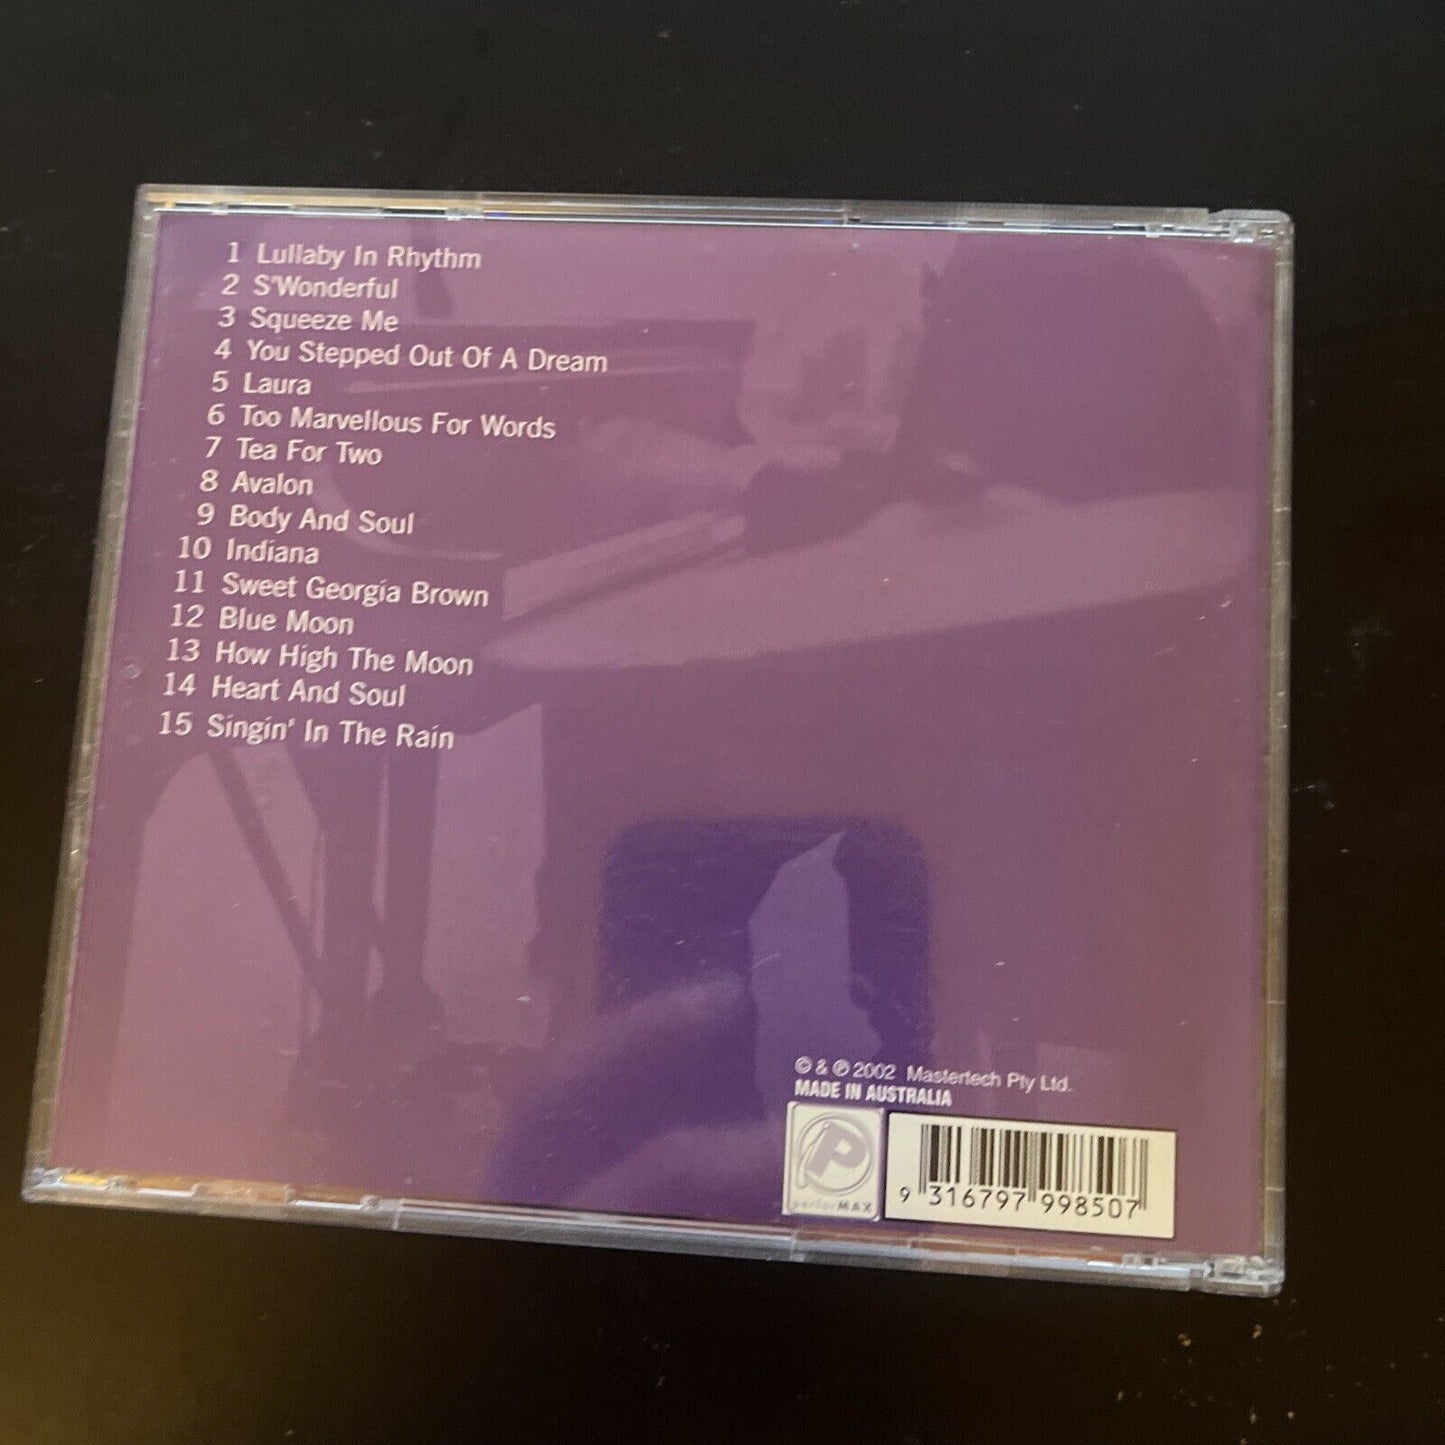 1 Lullaby In Rhythm
2 S'Wonderful
3 Squeeze Me
4 You Stepped Out Of A Dream
5 Laura
6 Too Marvellous For Words
7 Tea For Two
8 Avalon
9 Body And Soul
10 Indiana
11 Sweet Georgia Brown
12 Blue Moon
13 How High The Moon
14 Heart And Soul
15 Singin' In The Rain
© & ℗ 2002 Mastertech Pty Ltd.
MADE IN AUSTRALIA
P
perforMAX
9 316797 998507